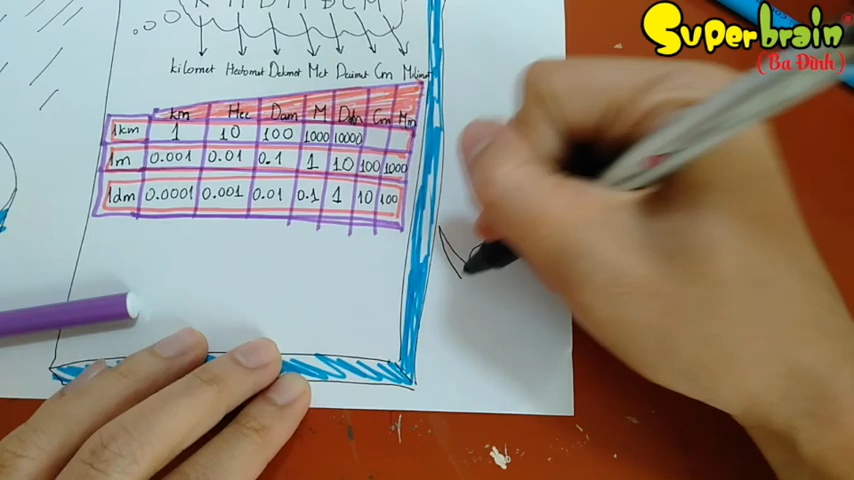 Superbrain
(Ba Đình)
K H D M D C M
kilomet Hectomet Dekmet Met Decimet Cm Milimet
km Hec Dam M Cm Mm
1km 1 10 100 1000 10000
1m 0.001 0.01 0.1 1 10 100 1000
1dm 0.0001 0.001 0.01 0.1 1 10 100